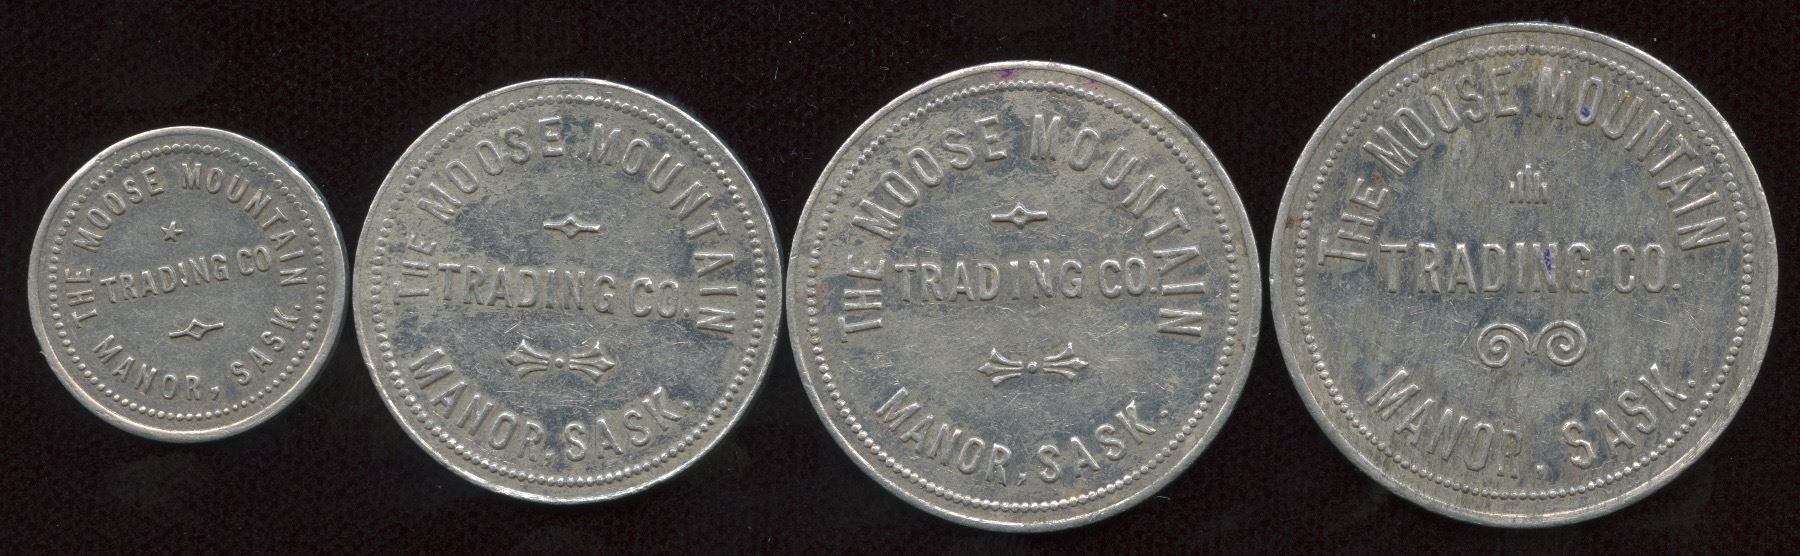 THE MOOSE MOUNTAIN
TRADING CO
MANOR, SASK.
THE MOOSE MOUNTAIN
TRADING CO.
MANOR, SASK.
THE MOOSE MOUNTAIN
TRADING CO.
MANOR, SASK.
THE MOOSE MOUNTAIN
TRADING CO.
MANOR, SASK.